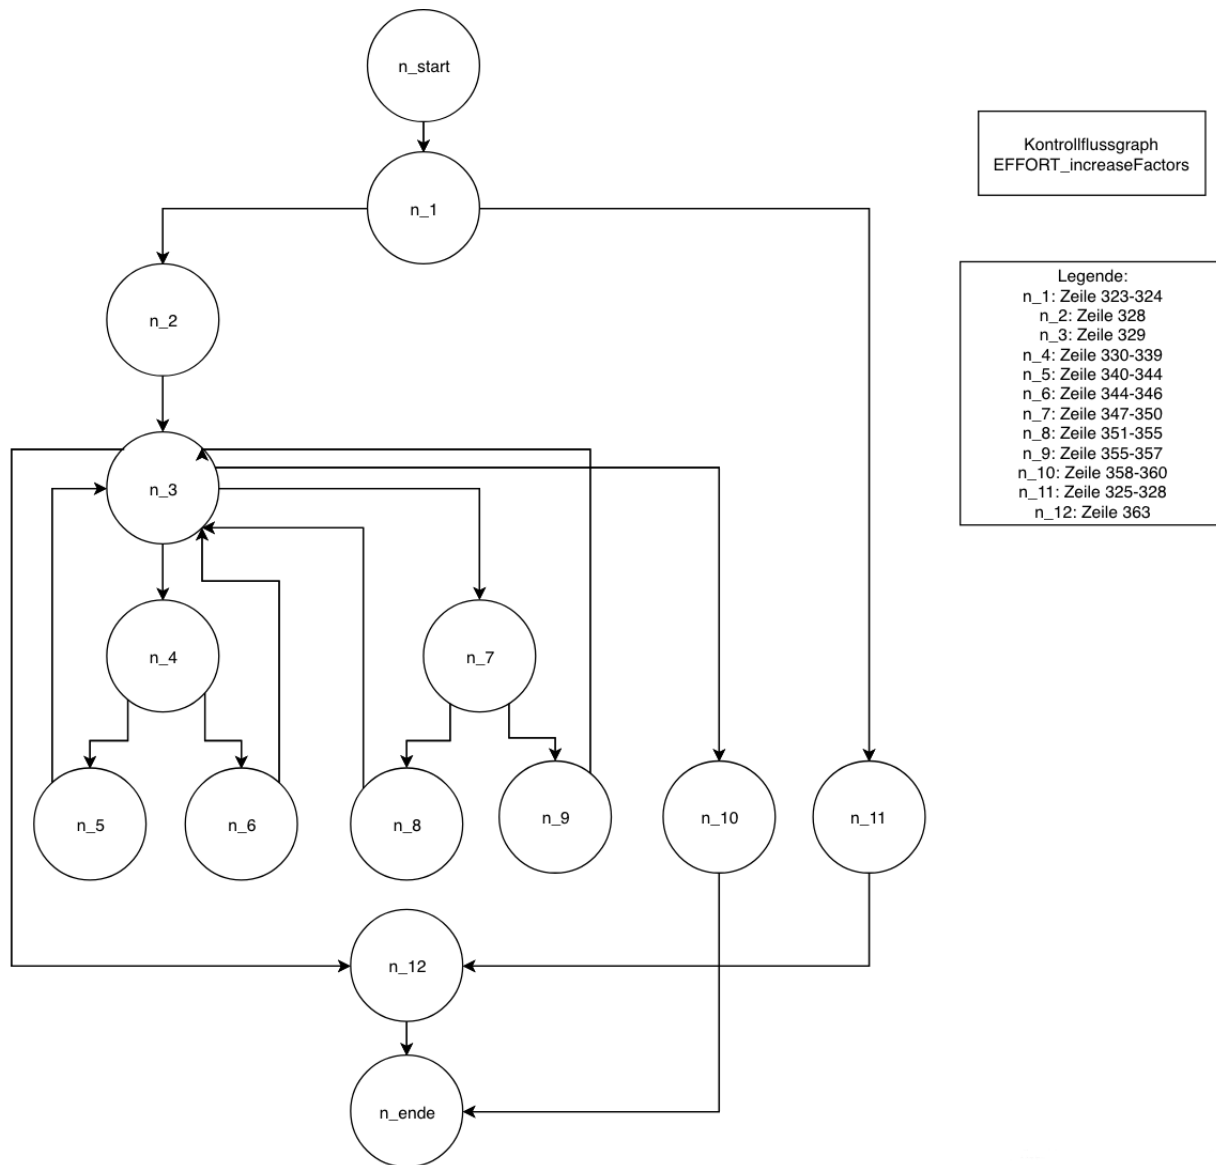 n_start
Kontrollflussgraph
EFFORT_increaseFactors
n_1
Legende:
n_1: Zeile 323-324
n_2: Zeile 328
n_3: Zeile 329
n_4: Zeile 330-339
n_5: Zeile 340-344
n_6: Zeile 344-346
n_7: Zeile 347-350
n_8: Zeile 351-355
n_9: Zeile 355-357
n_10: Zeile 358-360
n_11: Zeile 325-328
n_12: Zeile 363
n_2
n_3
n_4
n_7
n_5
n_6
n_8
n_9
n_10
n_11
n_12
n_ende